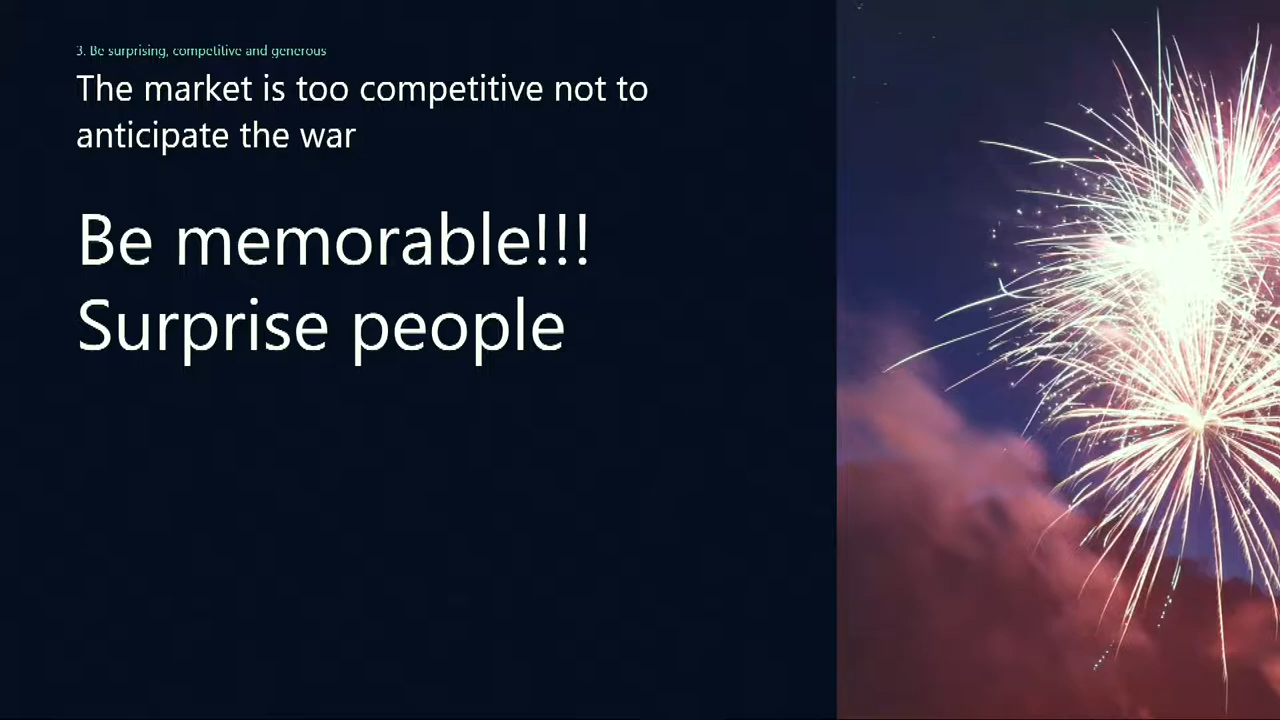 3. Be surprising, competitive and generous
The market is too competitive not to
anticipate the war
Be memorable!!!
Surprise people